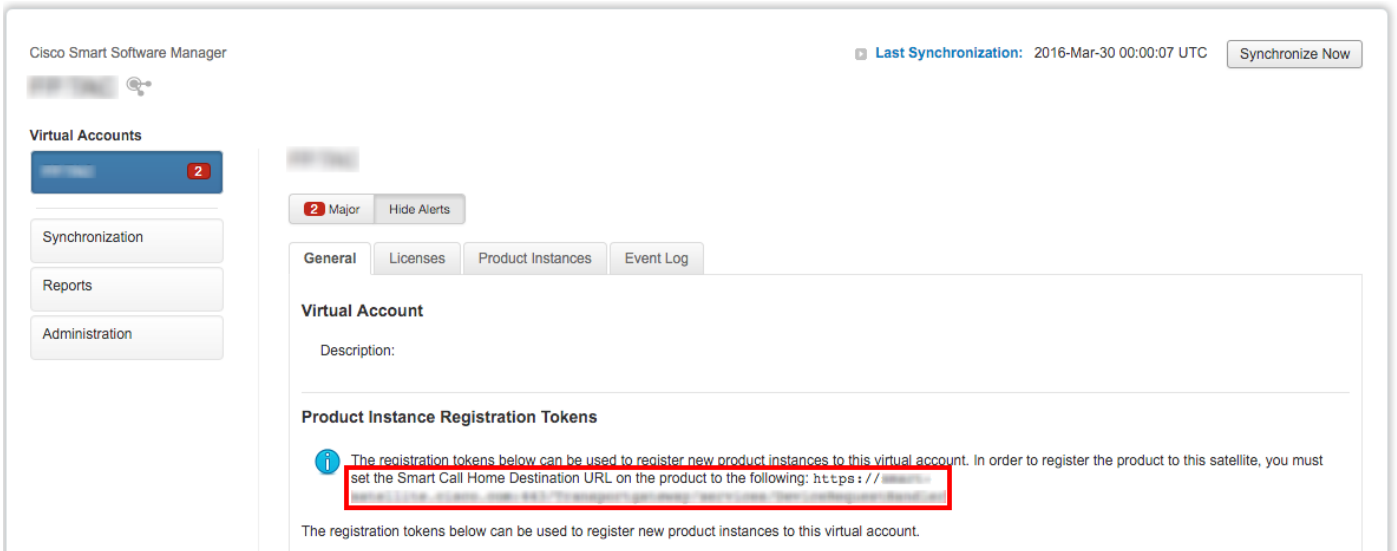 Cisco Smart Software Manager
Last Synchronization: 2016-Mar-30 00:00:07 UTC
Synchronize Now
Virtual Accounts
2
Synchronization
Reports
Administration
2 Major
Hide Alerts
General
Licenses
Product Instances
Event Log
Virtual Account
Description:
Product Instance Registration Tokens
The registration tokens below can be used to register new product instances to this virtual account. In order to register the product to this satellite, you must
set the Smart Call Home Destination URL on the product to the following: https://
The registration tokens below can be used to register new product instances to this virtual account.